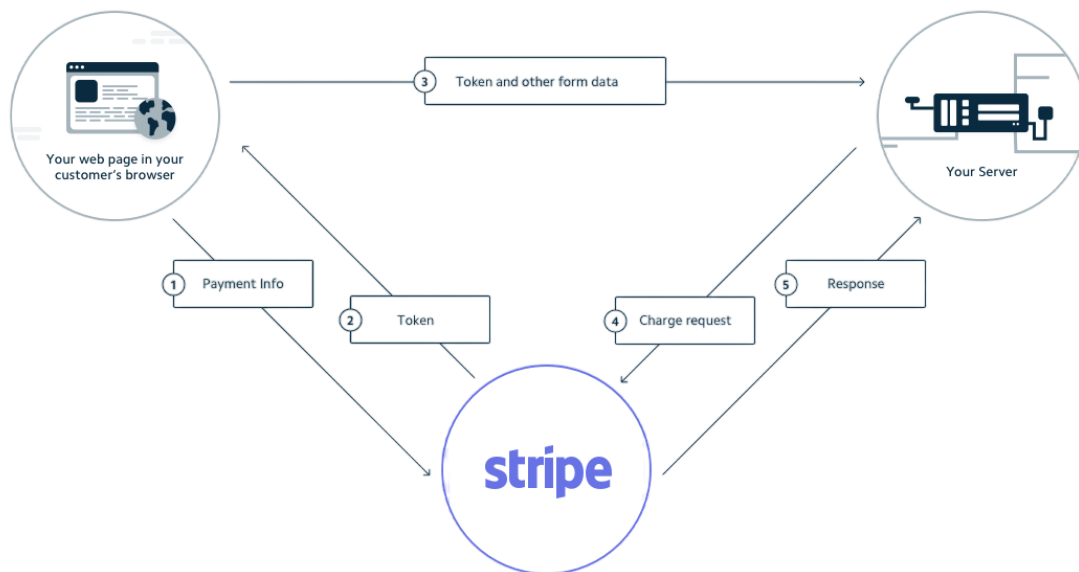 3 Token and other form data
Your web page in your
customer's browser
Your Server
1 Payment Info
2 Token
4 Charge request
5 Response
stripe